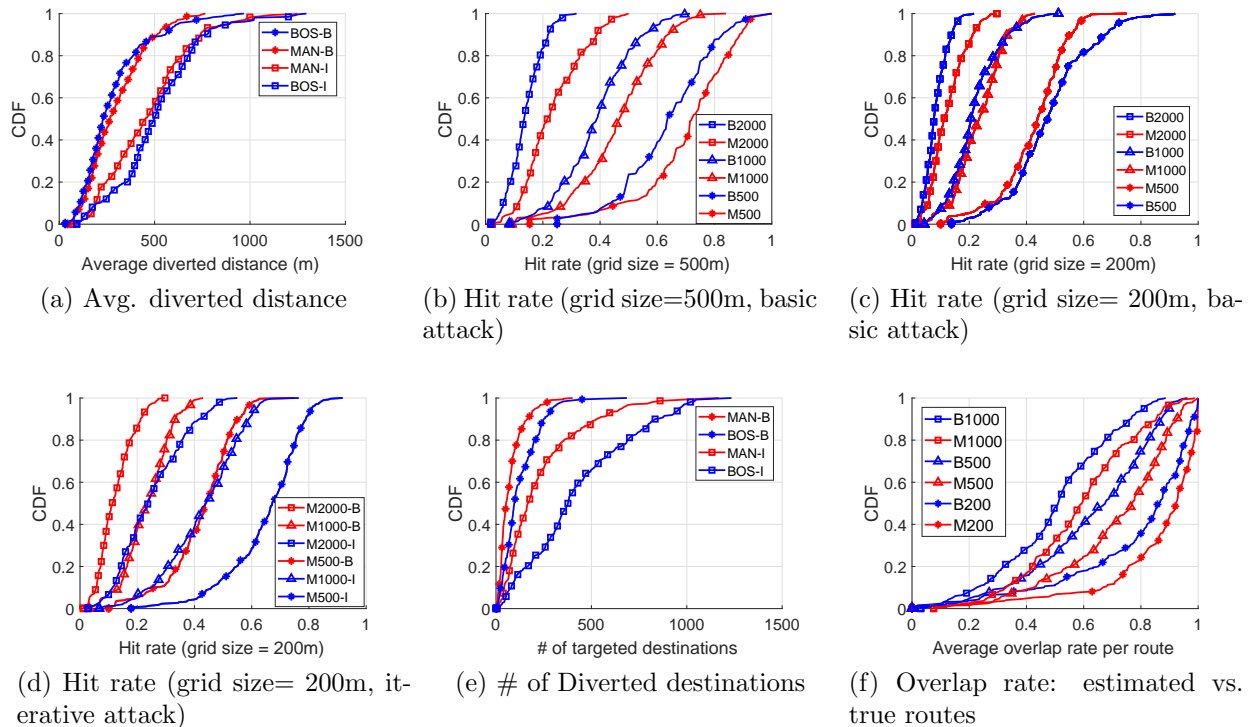 CDF
1
0.8
0.6
0.4
0.2
0
0 500 1000 1500
Average diverted distance (m)
BOS-B
MAN-B
MAN-I
BOS-I
(a) Avg. diverted distance
CDF
1
0.8
0.6
0.4
0.2
0
0 0.2 0.4 0.6 0.8 1
Hit rate (grid size = 500m)
B2000
M2000
B1000
M1000
B500
M500
(b) Hit rate (grid size=500m, basic
attack)
CDF
1
0.8
0.6
0.4
0.2
0
0 0.2 0.4 0.6 0.8 1
Hit rate (grid size = 200m)
B2000
M2000
B1000
M1000
M500
B500
(c) Hit rate (grid size= 200m, ba-
sic attack)
CDF
1
0.8
0.6
0.4
0.2
0
0 0.2 0.4 0.6 0.8 1
Hit rate (grid size = 200m)
M2000-B
M1000-B
M2000-I
M500-B
M1000-I
M500-I
(d) Hit rate (grid size= 200m, it-
erative attack)
CDF
1
0.8
0.6
0.4
0.2
0
0 500 1000 1500
# of targeted destinations
MAN-B
BOS-B
MAN-I
BOS-I
(e) # of Diverted destinations
CDF
1
0.8
0.6
0.4
0.2
0
0 0.2 0.4 0.6 0.8 1
Average overlap rate per route
B1000
M1000
B500
M500
B200
M200
(f) Overlap rate: estimated vs.
true routes